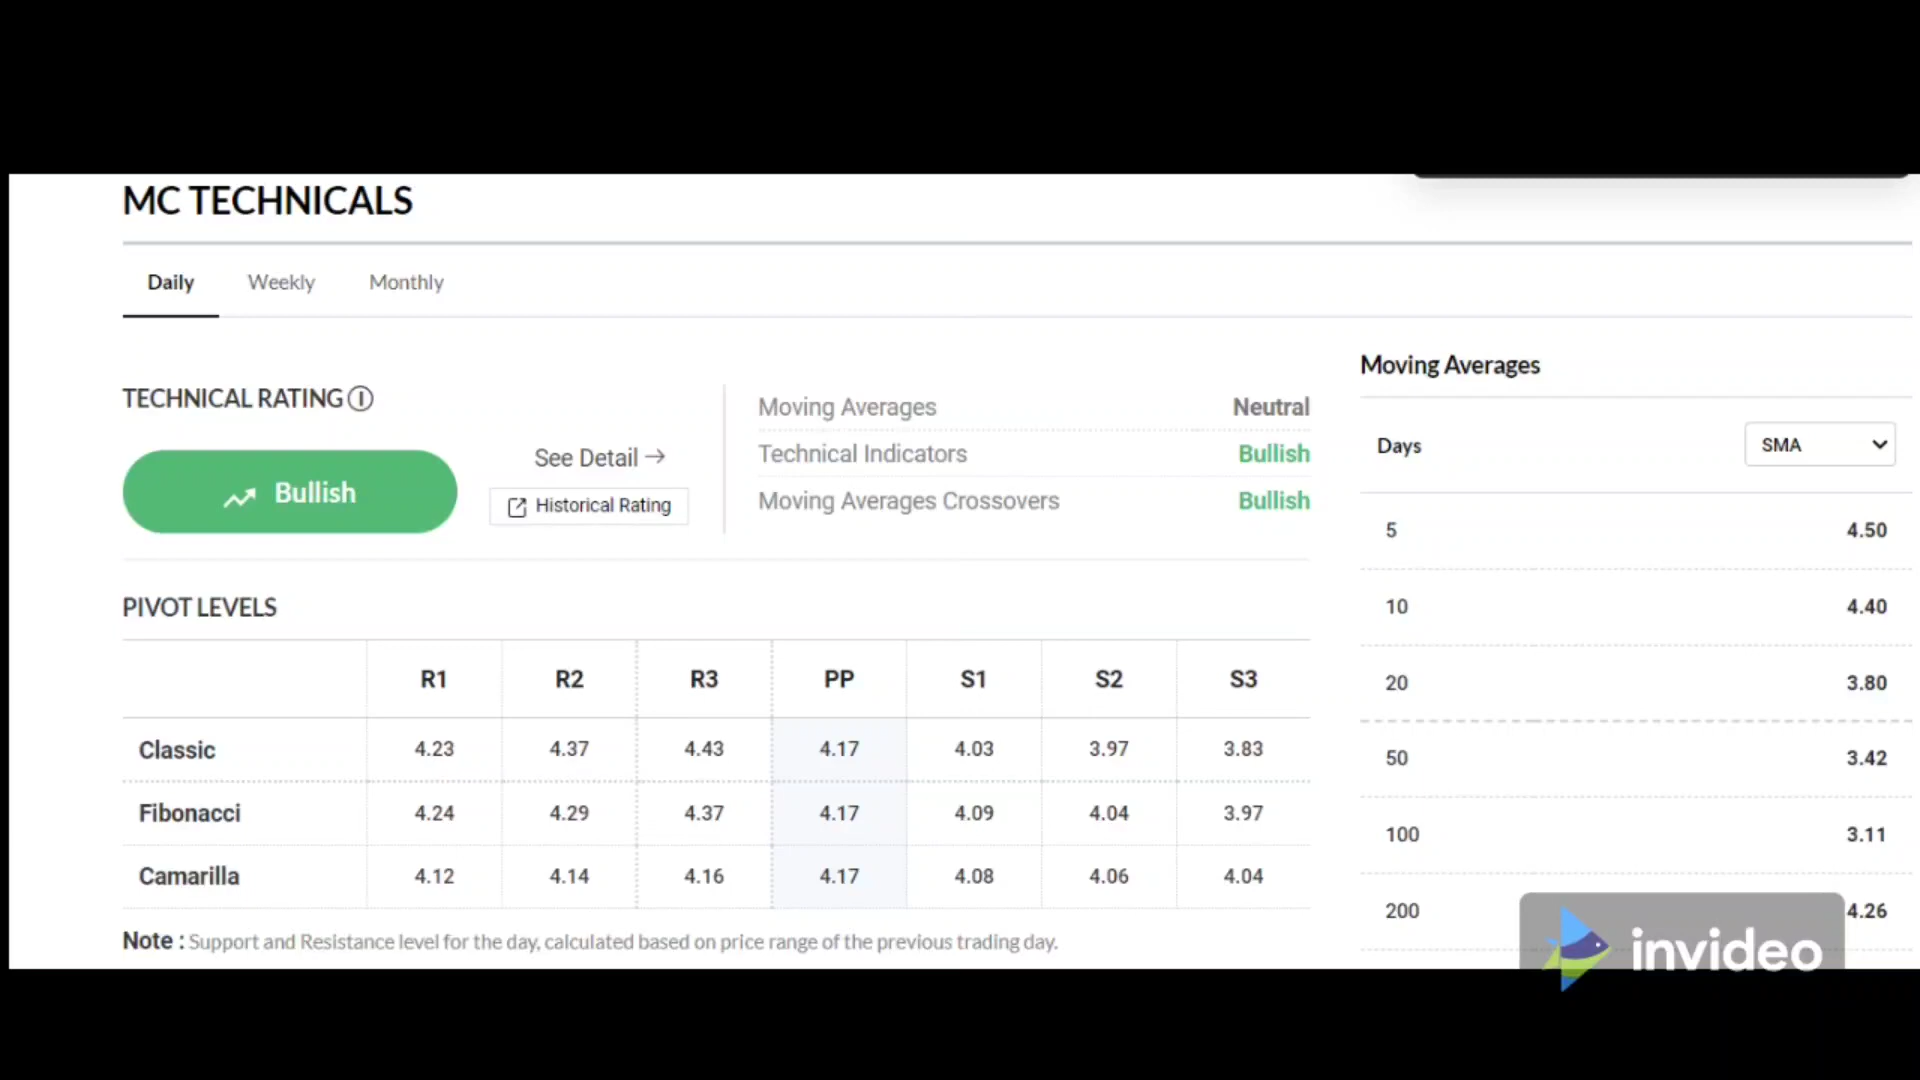 MC TECHNICALS
Daily Weekly Monthly
TECHNICAL RATING
Bullish
See Detail →
Historical Rating
Moving Averages Neutral
Technical Indicators Bullish
Moving Averages Crossovers Bullish
PIVOT LEVELS
R1 R2 R3 PP S1 S2 S3
Classic 4.23 4.37 4.43 4.17 4.03 3.97 3.83
Fibonacci 4.24 4.29 4.37 4.17 4.09 4.04 3.97
Camarilla 4.12 4.14 4.16 4.17 4.08 4.06 4.04
Note : Support and Resistance level for the day, calculated based on price range of the previous trading day.
Moving Averages
Days SMA
5 4.50
10 4.40
20 3.80
50 3.42
100 3.11
200 4.26
invideo